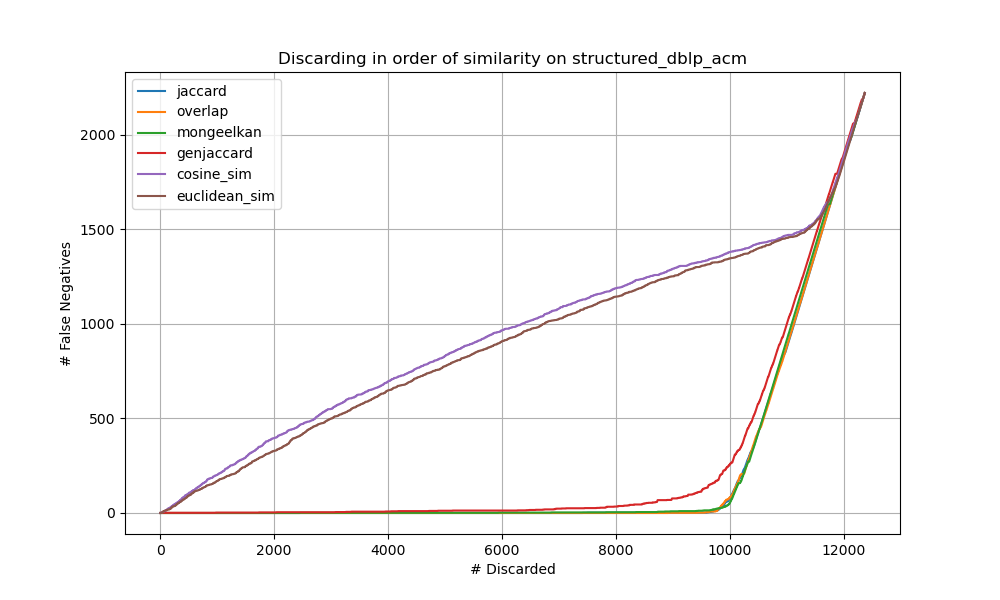 Discarding in order of similarity on structured_dblp_acm
jaccard
overlap
mongeelkan
genjaccard
cosine_sim
euclidean_sim
# False Negatives
2000
1500
1000
500
0
0 2000 4000 6000 8000 10000 12000
# Discarded